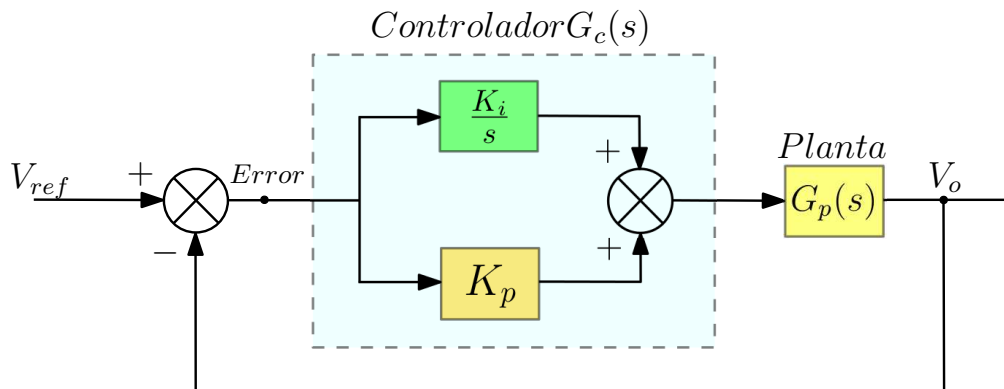 ControladorG_c(s)
K_i
s
Planta
V_ref
+
Error
+
G_p(s)
V_o
−
+
K_p